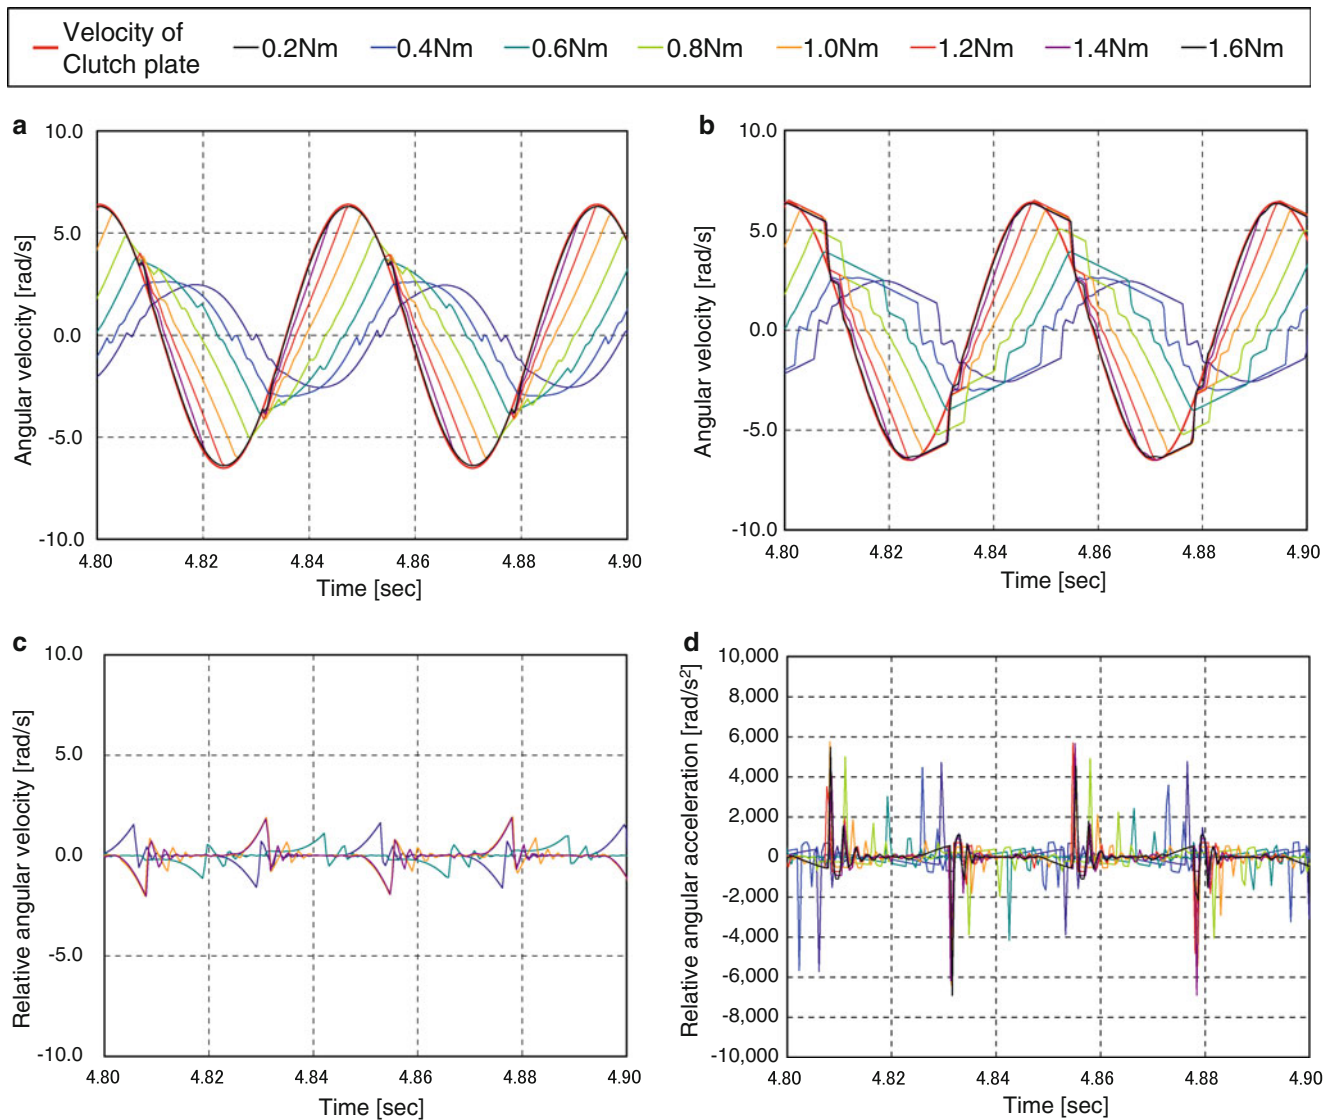 Velocity of
Clutch plate
0.2Nm 0.4Nm 0.6Nm 0.8Nm 1.0Nm 1.2Nm 1.4Nm 1.6Nm
a
10.0
5.0
0.0
-5.0
-10.0
Angular velocity [rad/s]
4.80 4.82 4.84 4.86 4.88 4.90
Time [sec]
b
10.0
5.0
0.0
-5.0
-10.0
Angular velocity [rad/s]
4.80 4.82 4.84 4.86 4.88 4.90
Time [sec]
c
10.0
5.0
0.0
-5.0
-10.0
Relative angular velocity [rad/s]
4.80 4.82 4.84 4.86 4.88 4.90
Time [sec]
d
10,000
8,000
6,000
4,000
2,000
0
-2,000
-4,000
-6,000
-8,000
-10,000
Relative angular acceleration [rad/s²]
4.80 4.82 4.84 4.86 4.88 4.90
Time [sec]